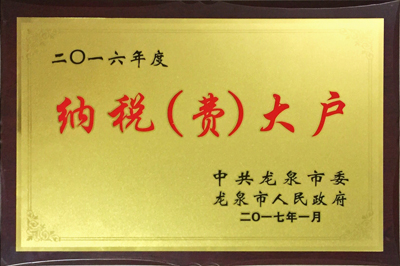 二〇一六年度
纳税(费)大户
中共龙泉市委
龙泉市人民政府
二〇一七年一月